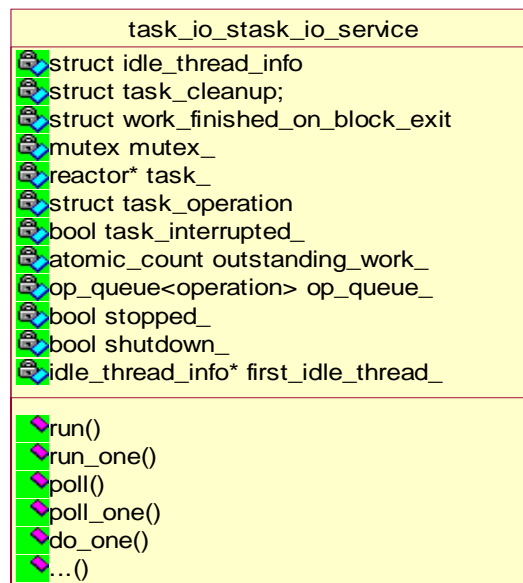 task_io_stask_io_service
struct idle_thread_info
struct task_cleanup;
struct work_finished_on_block_exit
mutex mutex_
reactor* task_
struct task_operation
bool task_interrupted_
atomic_count outstanding_work_
op_queue<operation> op_queue_
bool stopped_
bool shutdown_
idle_thread_info* first_idle_thread_
run()
run_one()
poll()
poll_one()
do_one()
...()